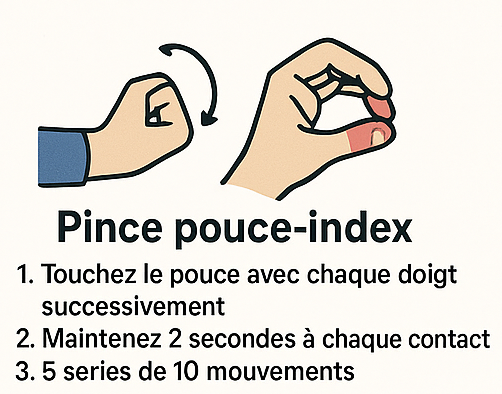 Pince pouce-index
1. Touchez le pouce avec chaque doigt
successivement
2. Maintenez 2 secondes à chaque contact
3. 5 series de 10 mouvements